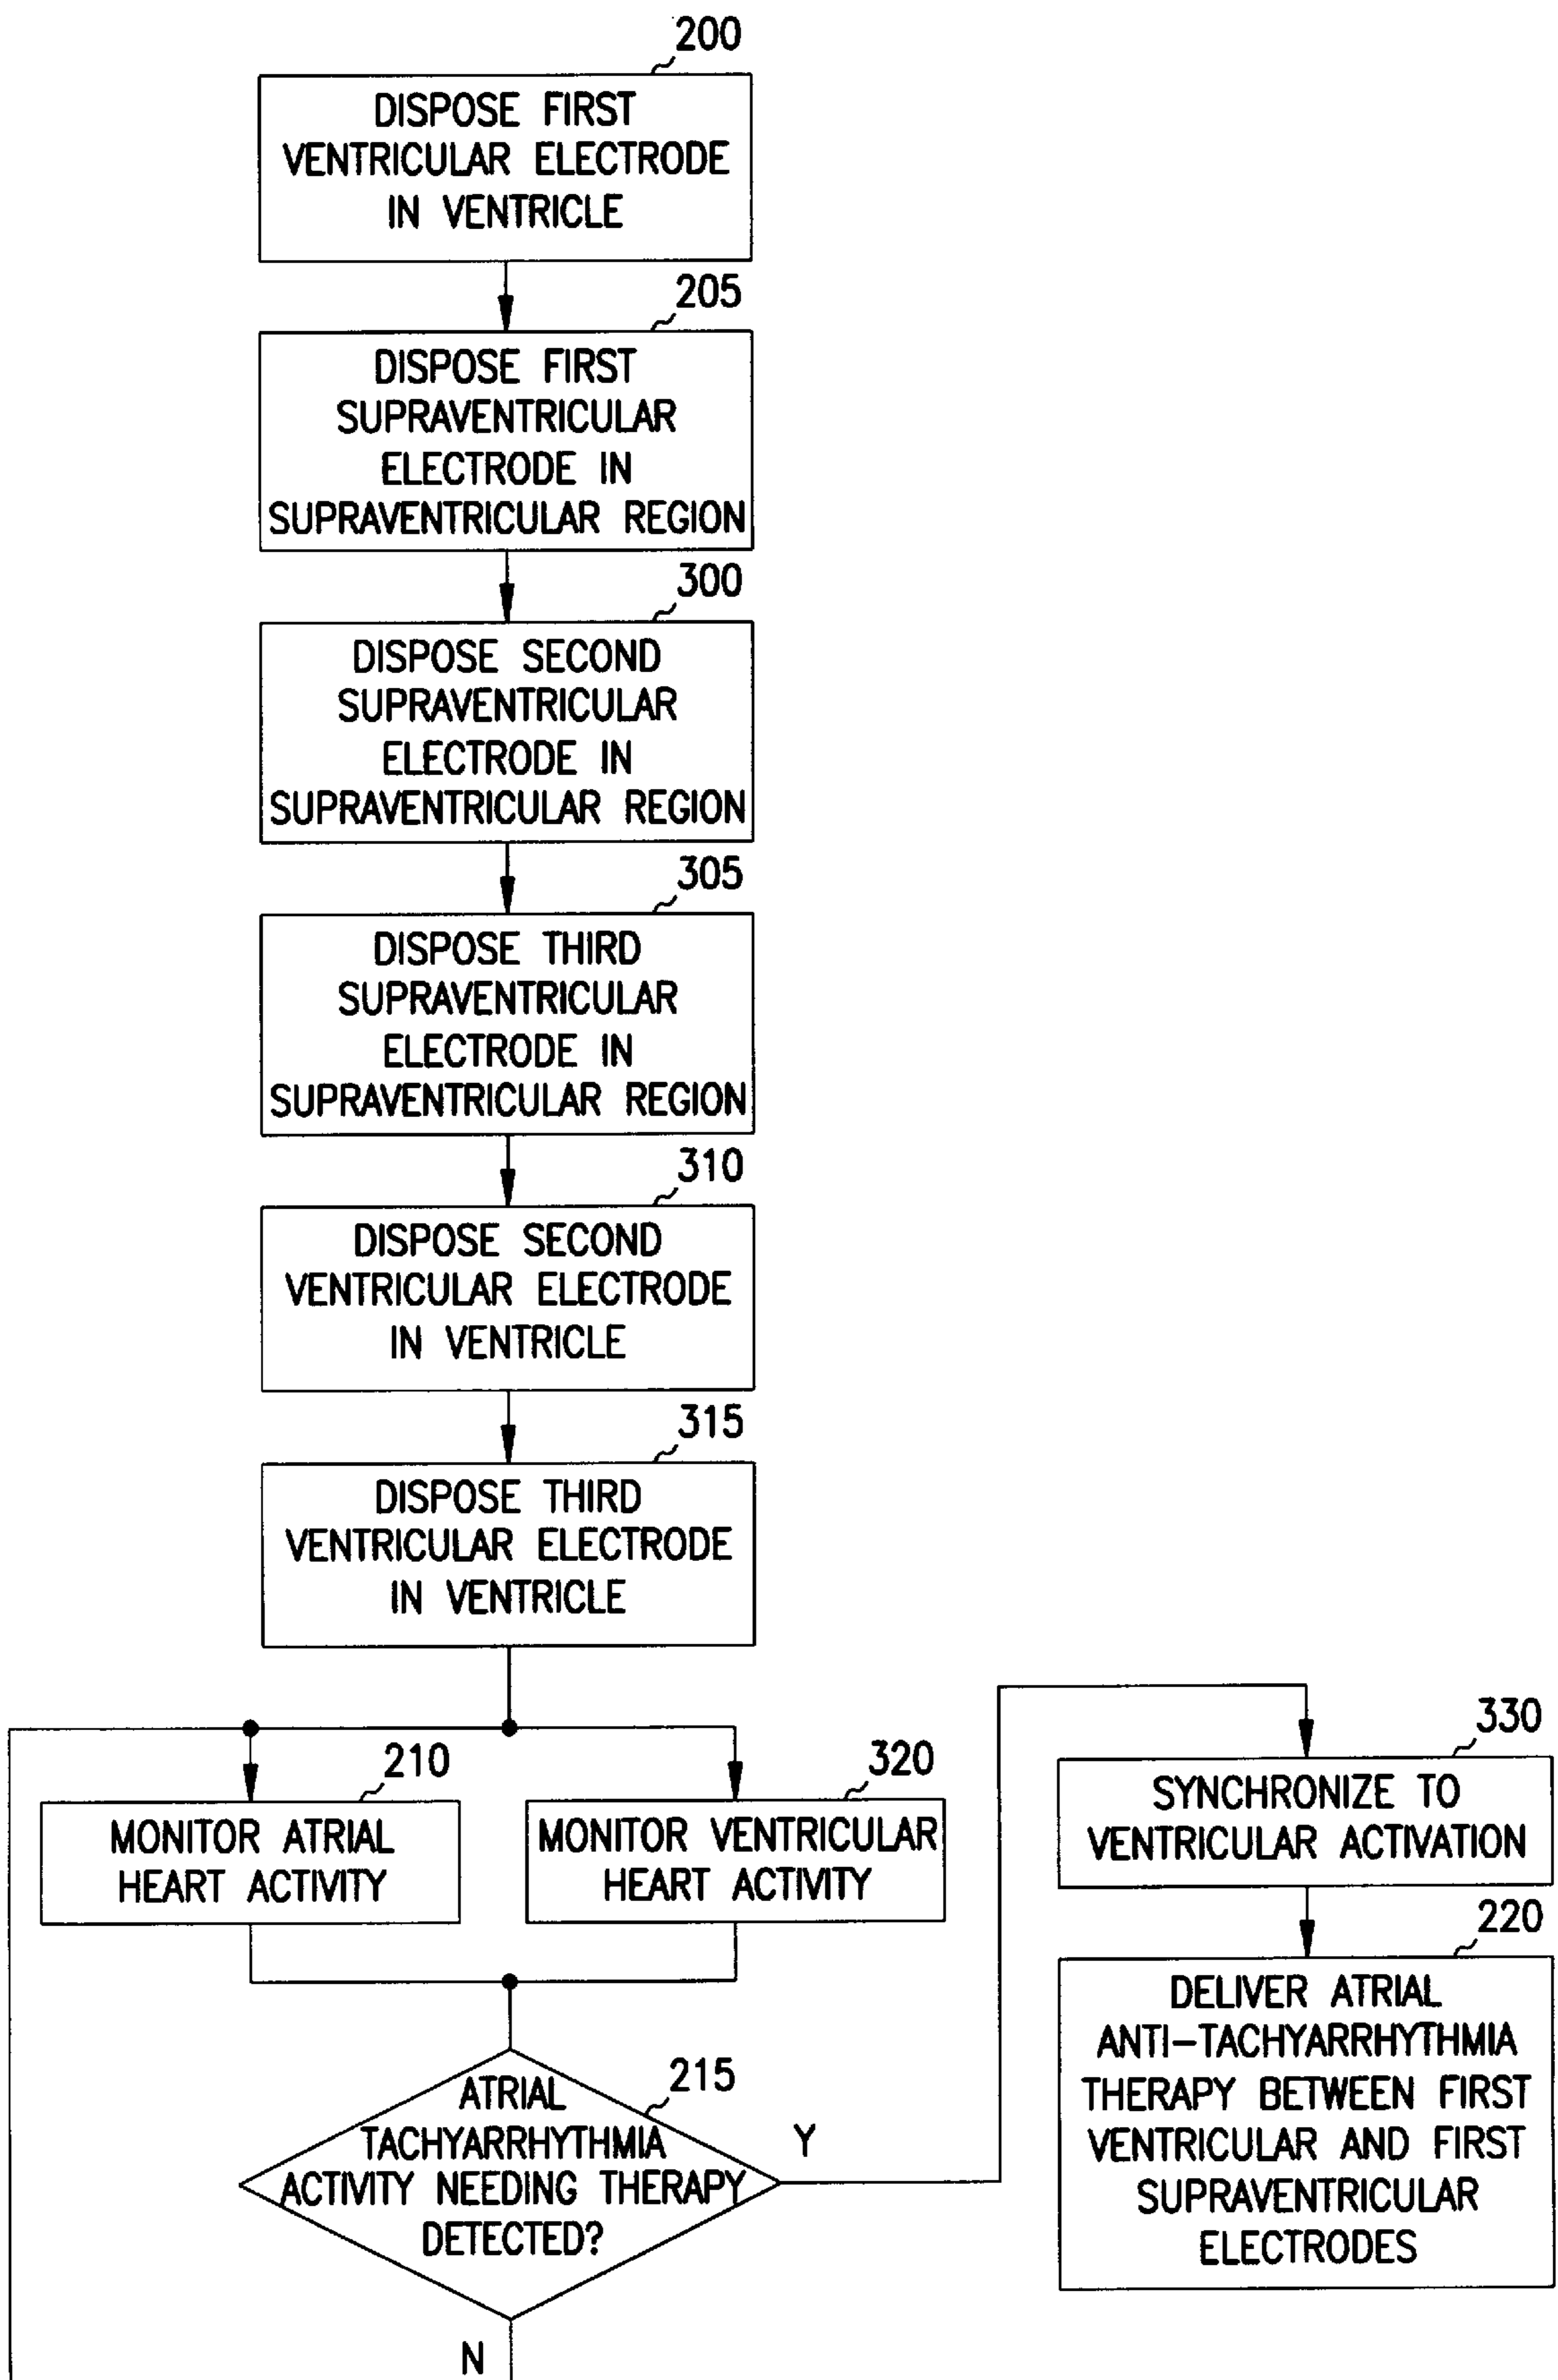 200
DISPOSE FIRST
VENTRICULAR ELECTRODE
IN VENTRICLE
205
DISPOSE FIRST
SUPRAVENTRICULAR
ELECTRODE IN
SUPRAVENTRICULAR REGION
300
DISPOSE SECOND
SUPRAVENTRICULAR
ELECTRODE IN
SUPRAVENTRICULAR REGION
305
DISPOSE THIRD
SUPRAVENTRICULAR
ELECTRODE IN
SUPRAVENTRICULAR REGION
310
DISPOSE SECOND
VENTRICULAR ELECTRODE
IN VENTRICLE
315
DISPOSE THIRD
VENTRICULAR ELECTRODE
IN VENTRICLE
210
MONITOR ATRIAL
HEART ACTIVITY
320
MONITOR VENTRICULAR
HEART ACTIVITY
215
ATRIAL
TACHYARRHYTHMIA
ACTIVITY NEEDING THERAPY
DETECTED?
Y
N
330
SYNCHRONIZE TO
VENTRICULAR ACTIVATION
220
DELIVER ATRIAL
ANTI-TACHYARRHYTHMIA
THERAPY BETWEEN FIRST
VENTRICULAR AND FIRST
SUPRAVENTRICULAR
ELECTRODES